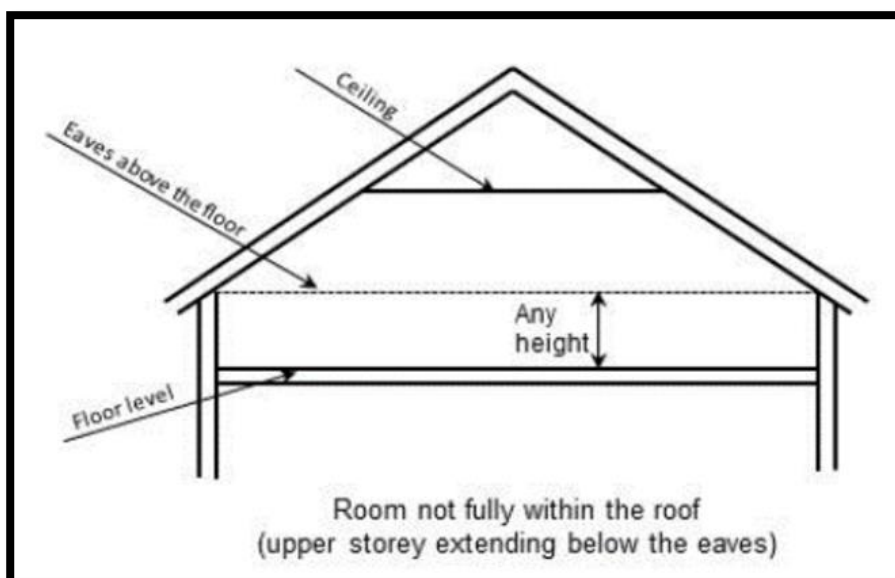 Ceiling
Eaves above the floor
Any
height
Floor level
Room not fully within the roof
(upper storey extending below the eaves)